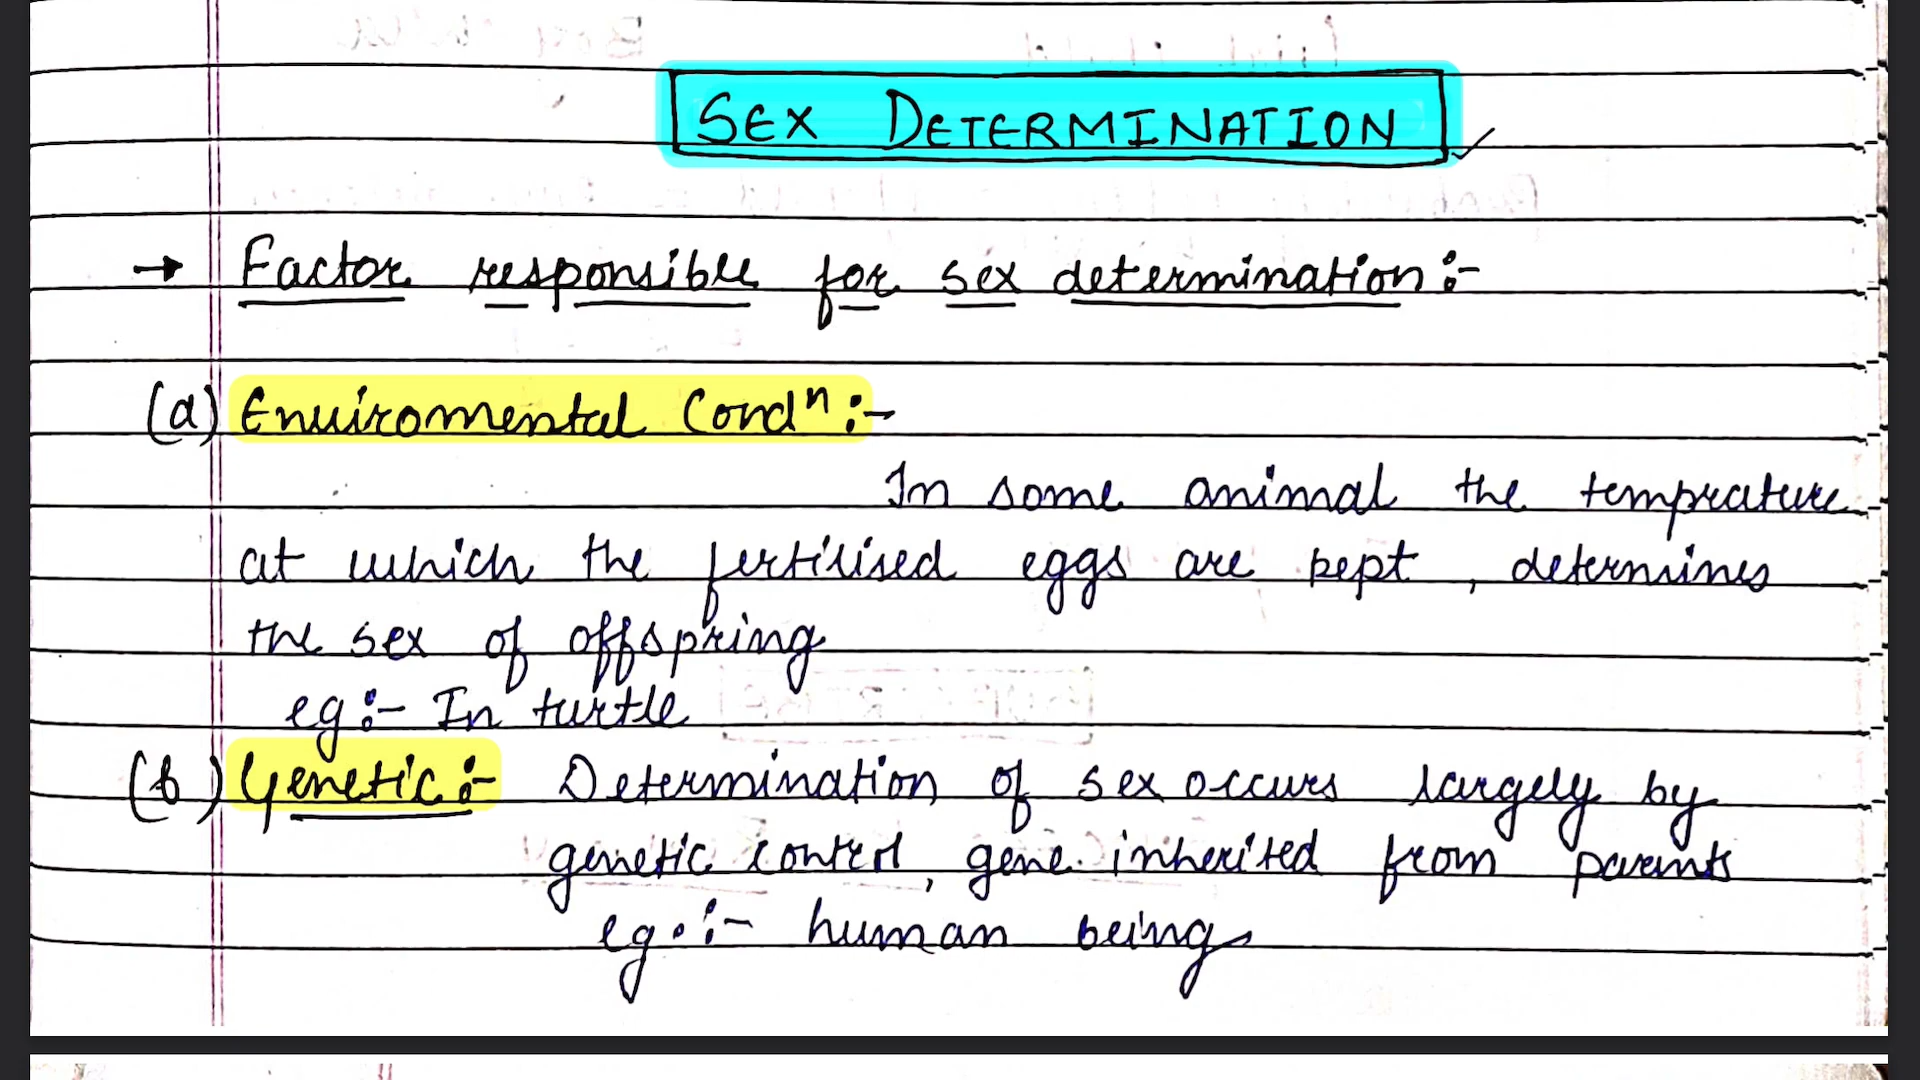 SEX DETERMINATION
→ Factor responsible for sex determination :-
(a) Enviromental Condⁿ :-
In some animal the temprature
at which the fertilised eggs are kept , determines
the sex of offspring
eg :- In turtle
(b) Genetic :- Determination of sex occurs largely by
genetic control, gene inherited from parents
eg. :- human beings